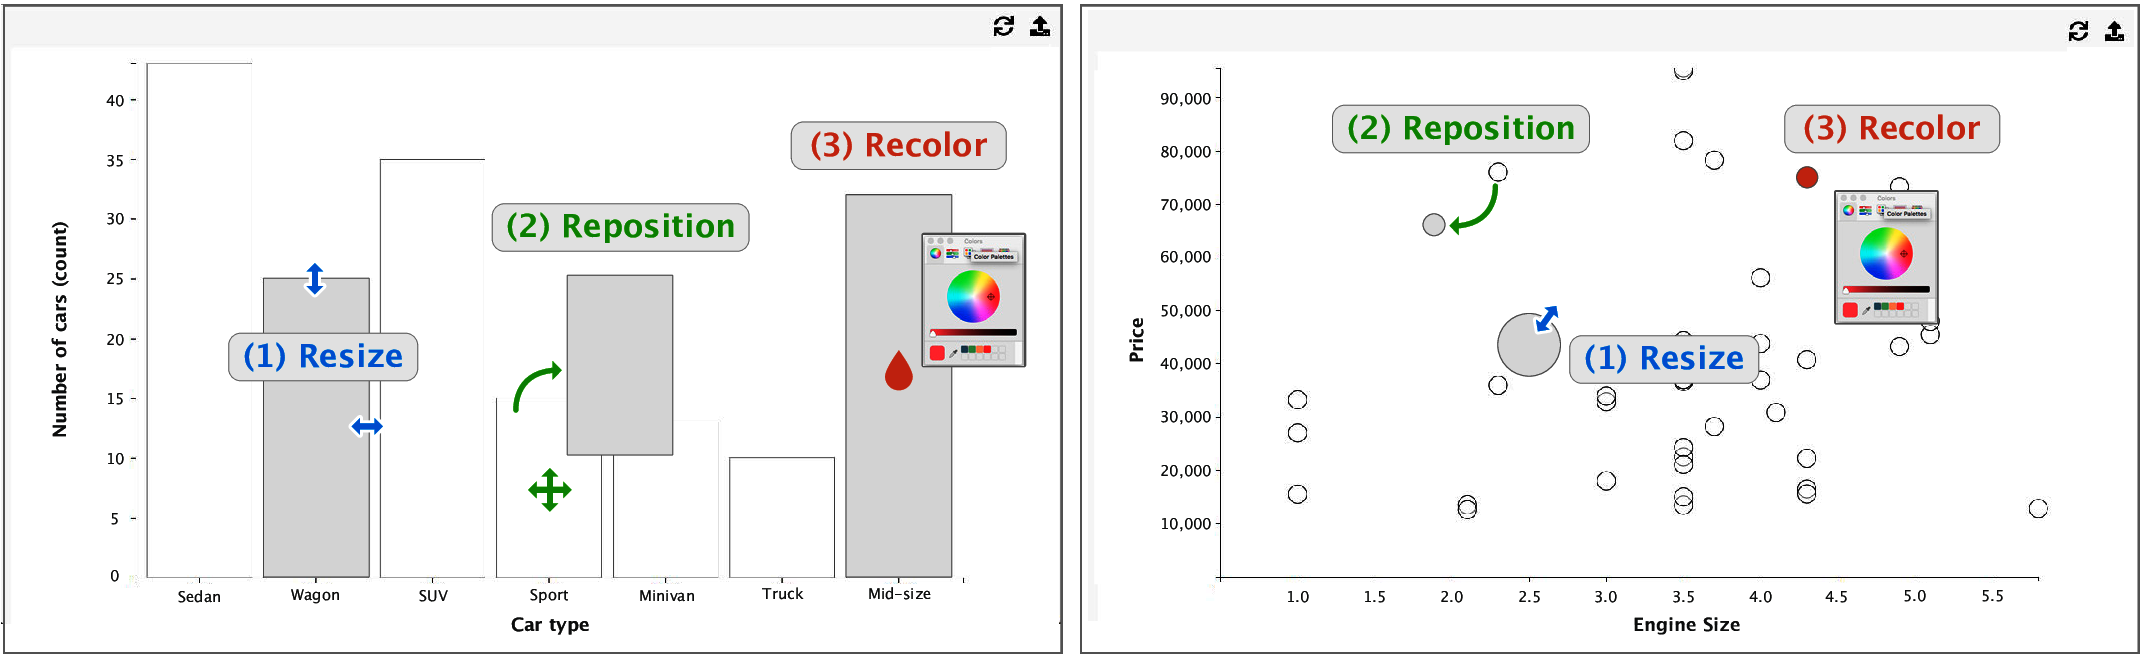 40
35
30
25
20
15
10
5
0
Number of cars (count)
(1) Resize
(2) Reposition
(3) Recolor
Colors
Color Palettes
Sedan
Wagon
SUV
Sport
Minivan
Truck
Mid-size
Car type
90,000
80,000
70,000
60,000
50,000
40,000
30,000
20,000
10,000
Price
(2) Reposition
(3) Recolor
Colors
Color Palettes
(1) Resize
1.0
1.5
2.0
2.5
3.0
3.5
4.0
4.5
5.0
5.5
Engine Size